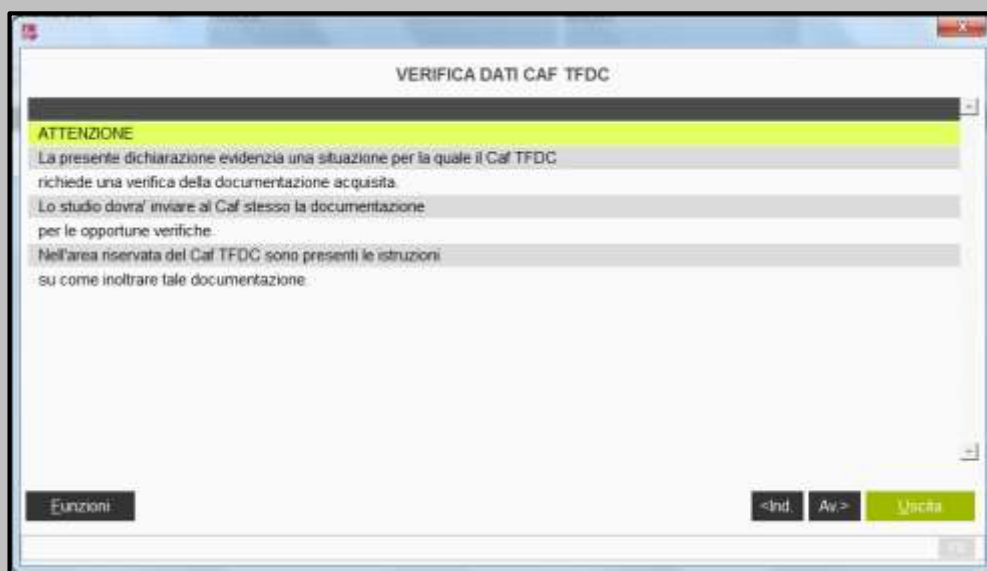 VERIFICA DATI CAF TFDC
ATTENZIONE
La presente dichiarazione evidenzia una situazione per la quale il Caf TFDC
richiede una verifica della documentazione acquisita.
Lo studio dovra' inviare al Caf stesso la documentazione
per le opportune verifiche.
Nell'area riservata del Caf TFDC sono presenti le istruzioni
su come inoltrare tale documentazione.
Funzioni
<Ind. Av.> Uscita